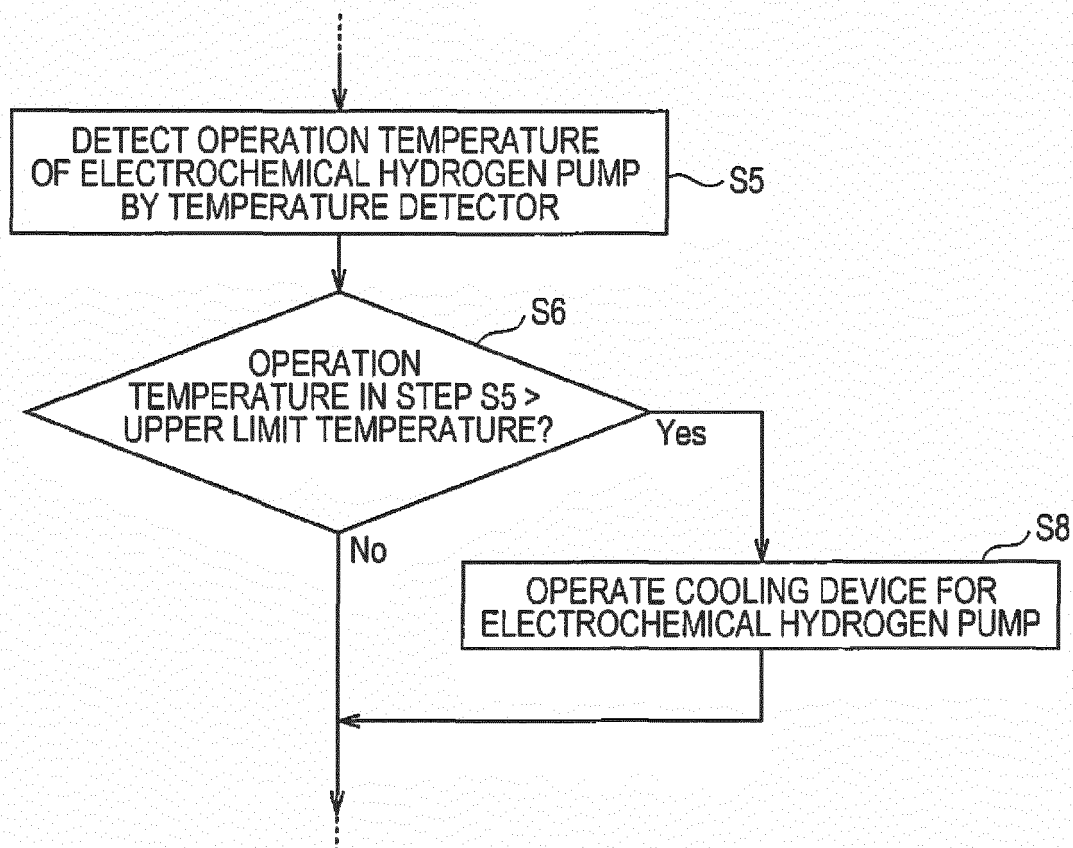 DETECT OPERATION TEMPERATURE
OF ELECTROCHEMICAL HYDROGEN PUMP
BY TEMPERATURE DETECTOR
S5
S6
OPERATION
TEMPERATURE IN STEP S5 >
UPPER LIMIT TEMPERATURE?
Yes
No
S8
OPERATE COOLING DEVICE FOR
ELECTROCHEMICAL HYDROGEN PUMP